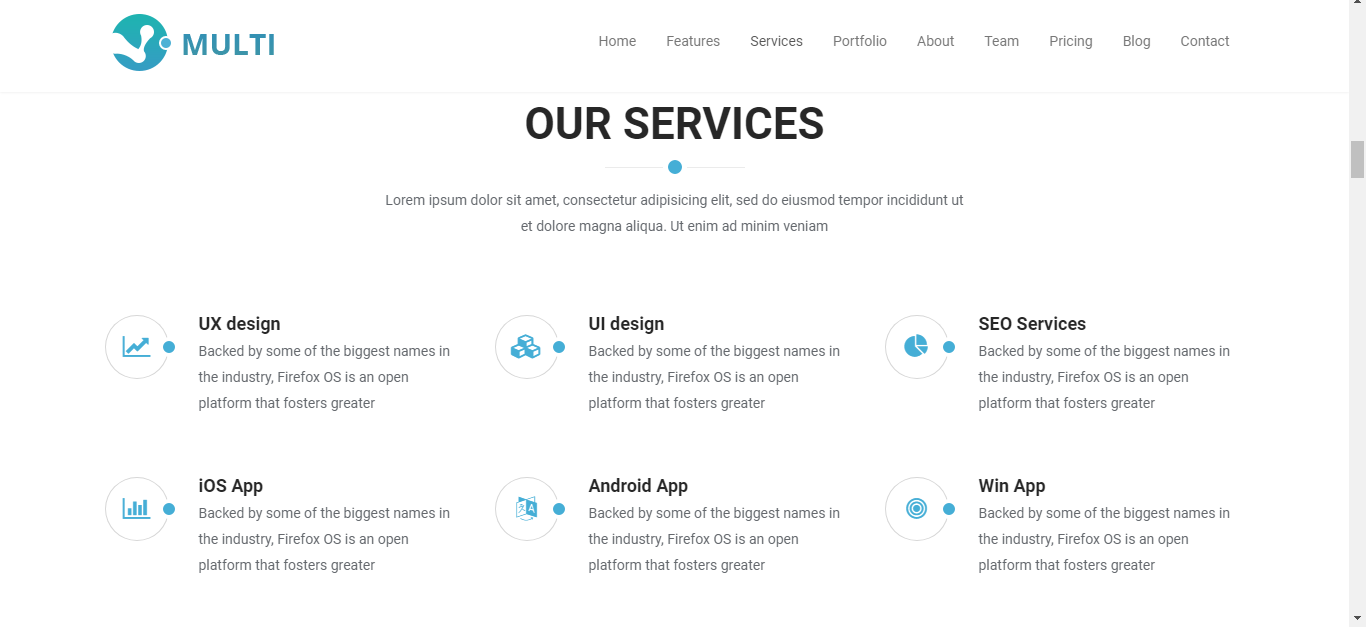 MULTI
Home Features Services Portfolio About Team Pricing Blog Contact
OUR SERVICES
Lorem ipsum dolor sit amet, consectetur adipisicing elit, sed do eiusmod tempor incididunt ut
et dolore magna aliqua. Ut enim ad minim veniam
UX design
Backed by some of the biggest names in
the industry, Firefox OS is an open
platform that fosters greater
UI design
Backed by some of the biggest names in
the industry, Firefox OS is an open
platform that fosters greater
SEO Services
Backed by some of the biggest names in
the industry, Firefox OS is an open
platform that fosters greater
iOS App
Backed by some of the biggest names in
the industry, Firefox OS is an open
platform that fosters greater
Android App
Backed by some of the biggest names in
the industry, Firefox OS is an open
platform that fosters greater
Win App
Backed by some of the biggest names in
the industry, Firefox OS is an open
platform that fosters greater